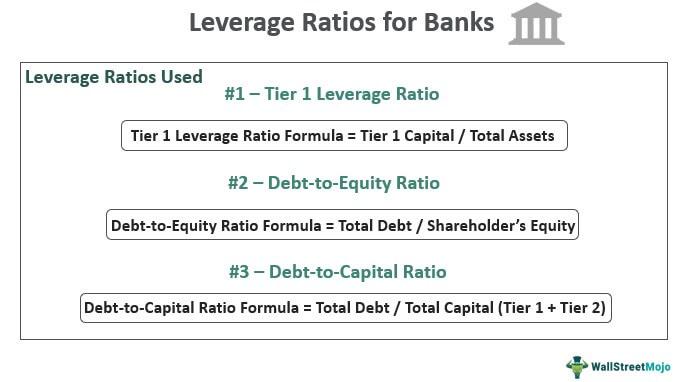 Leverage Ratios for Banks
Leverage Ratios Used
#1 – Tier 1 Leverage Ratio
Tier 1 Leverage Ratio Formula = Tier 1 Capital / Total Assets
#2 – Debt-to-Equity Ratio
Debt-to-Equity Ratio Formula = Total Debt / Shareholder’s Equity
#3 – Debt-to-Capital Ratio
Debt-to-Capital Ratio Formula = Total Debt / Total Capital (Tier 1 + Tier 2)
WallStreetMojo